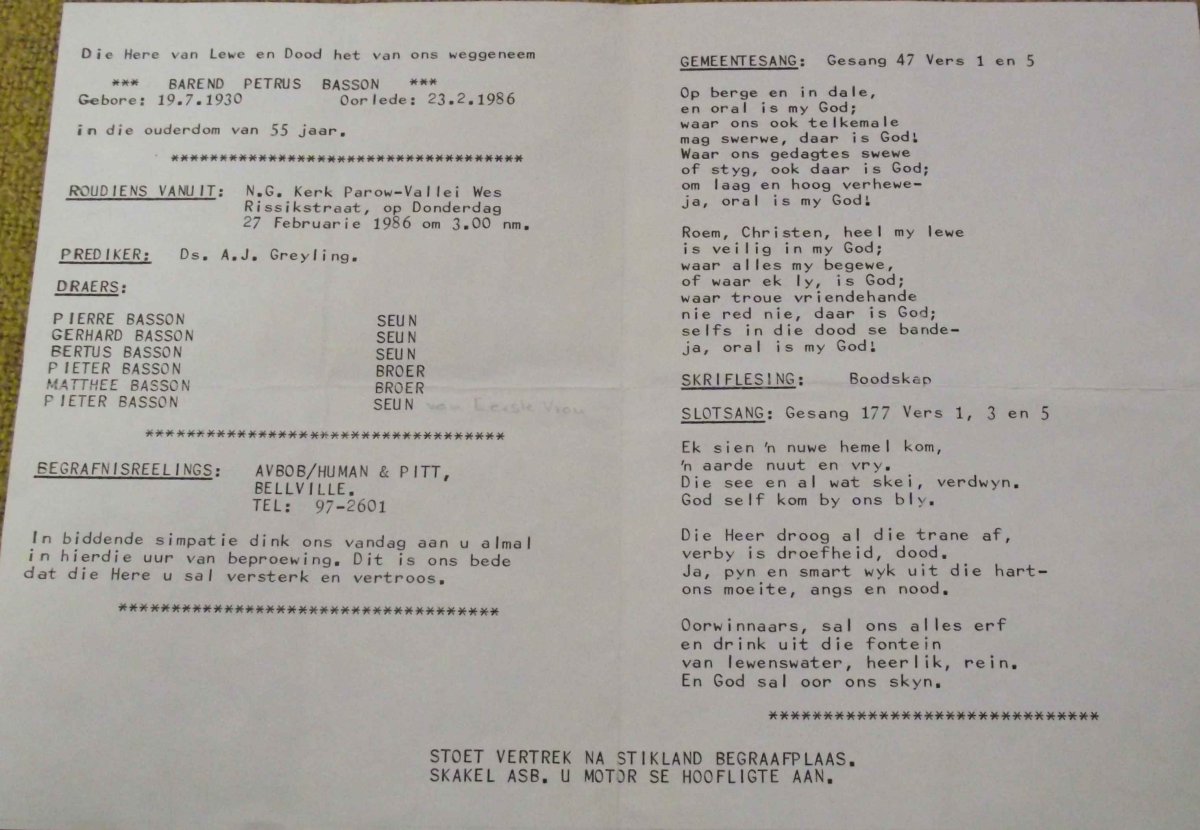 Die Here van Lewe en Dood het van ons weggeneem
*** BAREND PETRUS BASSON ***
Gebore: 19.7.1930 Oorlede: 23.2.1986
in die ouderdom van 55 jaar.
*********************************
ROUDIENS VANUIT: N.G. Kerk Parow-Vallei Wes
Rissikstraat, op Donderdag
27 Februarie 1986 om 3.00 nm.
PREDIKER: Ds. A.J. Greyling.
DRAERS:
PIERRE BASSON SEUN
GERHARD BASSON SEUN
BERTUS BASSON SEUN
PIETER BASSON BROER
MATTHEE BASSON BROER
PIETER BASSON SEUN van Eerste Vrou
**********************************
BEGRAFNISREELINGS: AVBOB/HUMAN & PITT,
BELLVILLE.
TEL: 97-2601
In biddende simpatie dink ons vandag aan u almal
in hierdie uur van beproewing. Dit is ons bede
dat die Here u sal versterk en vertroos.
************************************
GEMEENTESANG: Gesang 47 Vers 1 en 5
Op berge en in dale,
en oral is my God;
waar ons ook telkemale
mag swerwe, daar is God!
Waar ons gedagtes swewe
of styg, ook daar is God;
om laag en hoog verhewe-
ja, oral is my God!
Roem, Christen, heel my lewe
is veilig in my God;
waar alles my begewe,
of waar ek ly, is God;
waar troue vriendehande
nie red nie, daar is God;
selfs in die dood se bande-
ja, oral is my God!
SKRIFLESING: Boodskap
SLOTSANG: Gesang 177 Vers 1, 3 en 5
Ek sien 'n nuwe hemel kom,
'n aarde nuut en vry.
Die see en al wat skei, verdwyn.
God self kom by ons bly.
Die Heer droog al die trane af,
verby is droefheid, dood.
Ja, pyn en smart wyk uit die hart-
ons moeite, angs en nood.
Oorwinnaars, sal ons alles erf
en drink uit die fontein
van lewenswater, heerlik, rein.
En God sal oor ons skyn.
*******************************
STOET VERTREK NA STIKLAND BEGRAAFPLAAS.
SKAKEL ASB. U MOTOR SE HOOFLIGTE AAN.